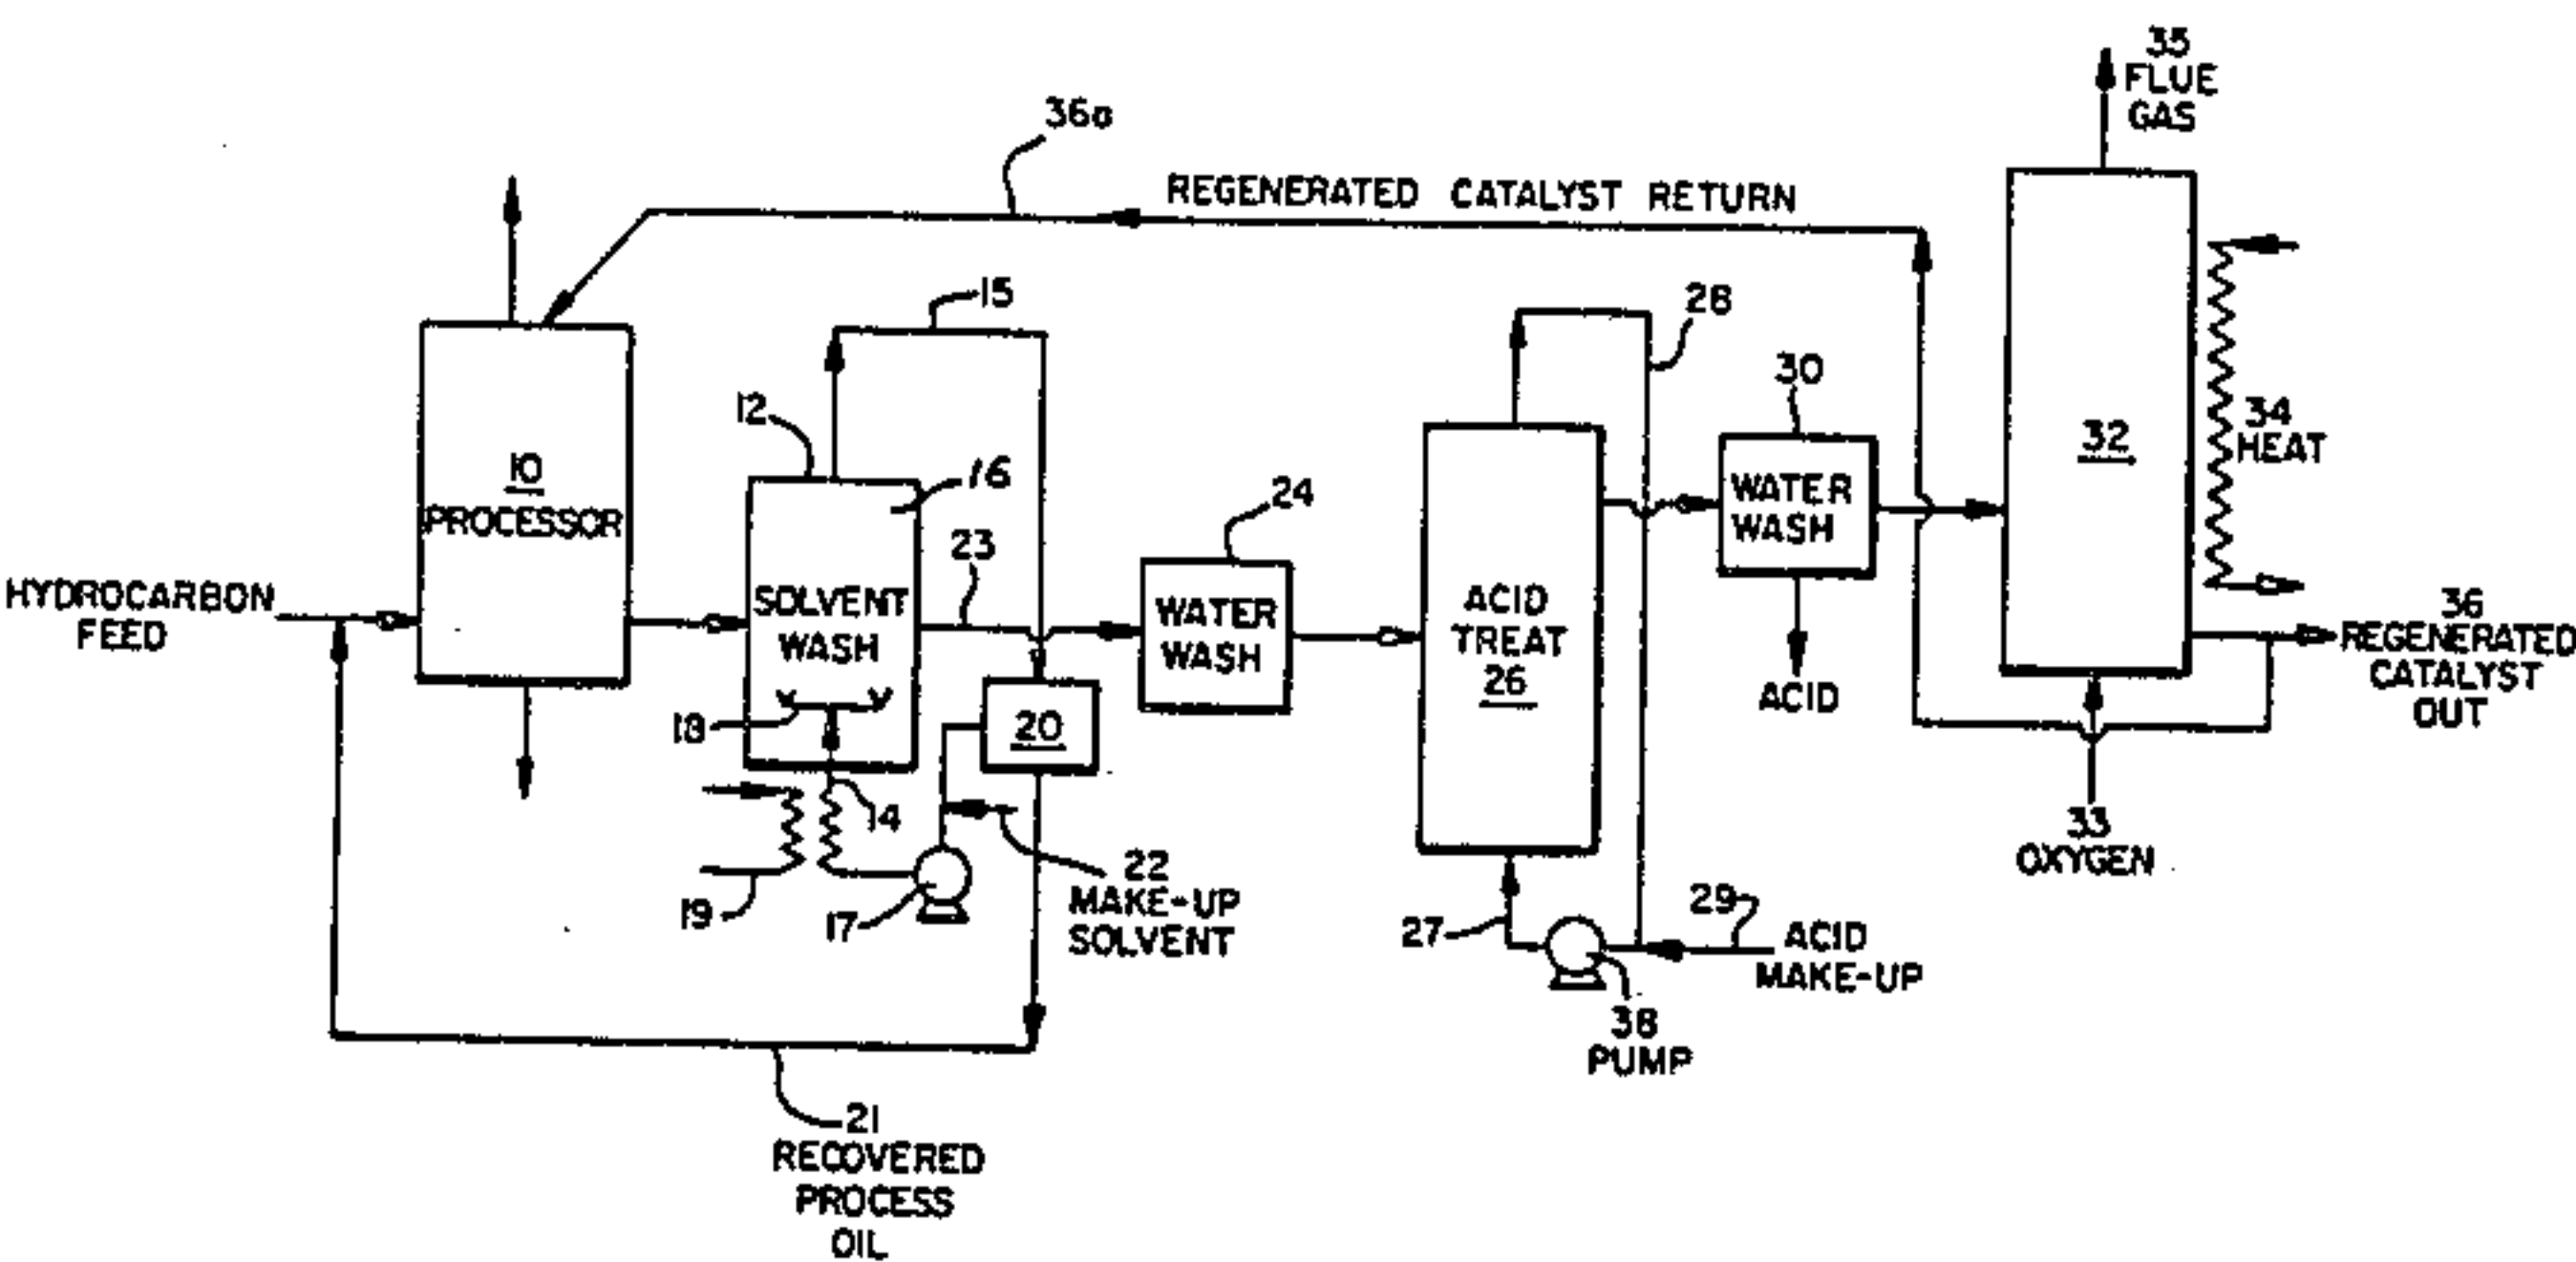 35
FLUE
GAS
36a
REGENERATED CATALYST RETURN
15
28
12
30
34
HEAT
10
PROCESSOR
16
32
24
23
WATER
WASH
HYDROCARBON
FEED
SOLVENT
WASH
WATER
WASH
ACID
TREAT
26
36
REGENERATED
CATALYST
OUT
18
20
ACID
14
33
OXYGEN
22
MAKE-UP
SOLVENT
19
17
27
29
ACID
MAKE-UP
38
PUMP
21
RECOVERED
PROCESS
OIL